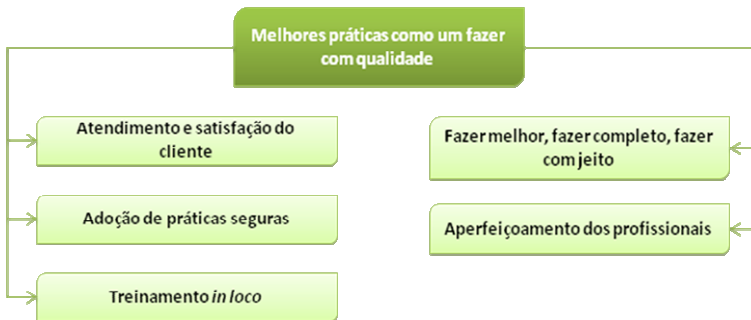 Melhores práticas como um fazer
com qualidade
Atendimento e satisfação do
cliente
Adoção de práticas seguras
Treinamento in loco
Fazer melhor, fazer completo, fazer
com jeito
Aperfeiçoamento dos profissionais